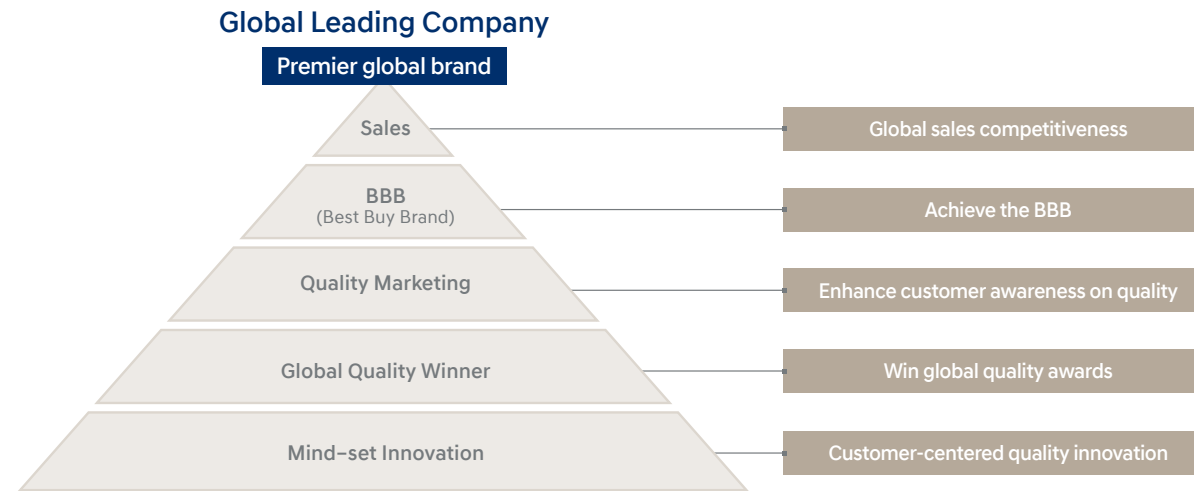 Global Leading Company
Premier global brand
Sales
Global sales competitiveness
BBB
(Best Buy Brand)
Achieve the BBB
Quality Marketing
Enhance customer awareness on quality
Global Quality Winner
Win global quality awards
Mind-set Innovation
Customer-centered quality innovation